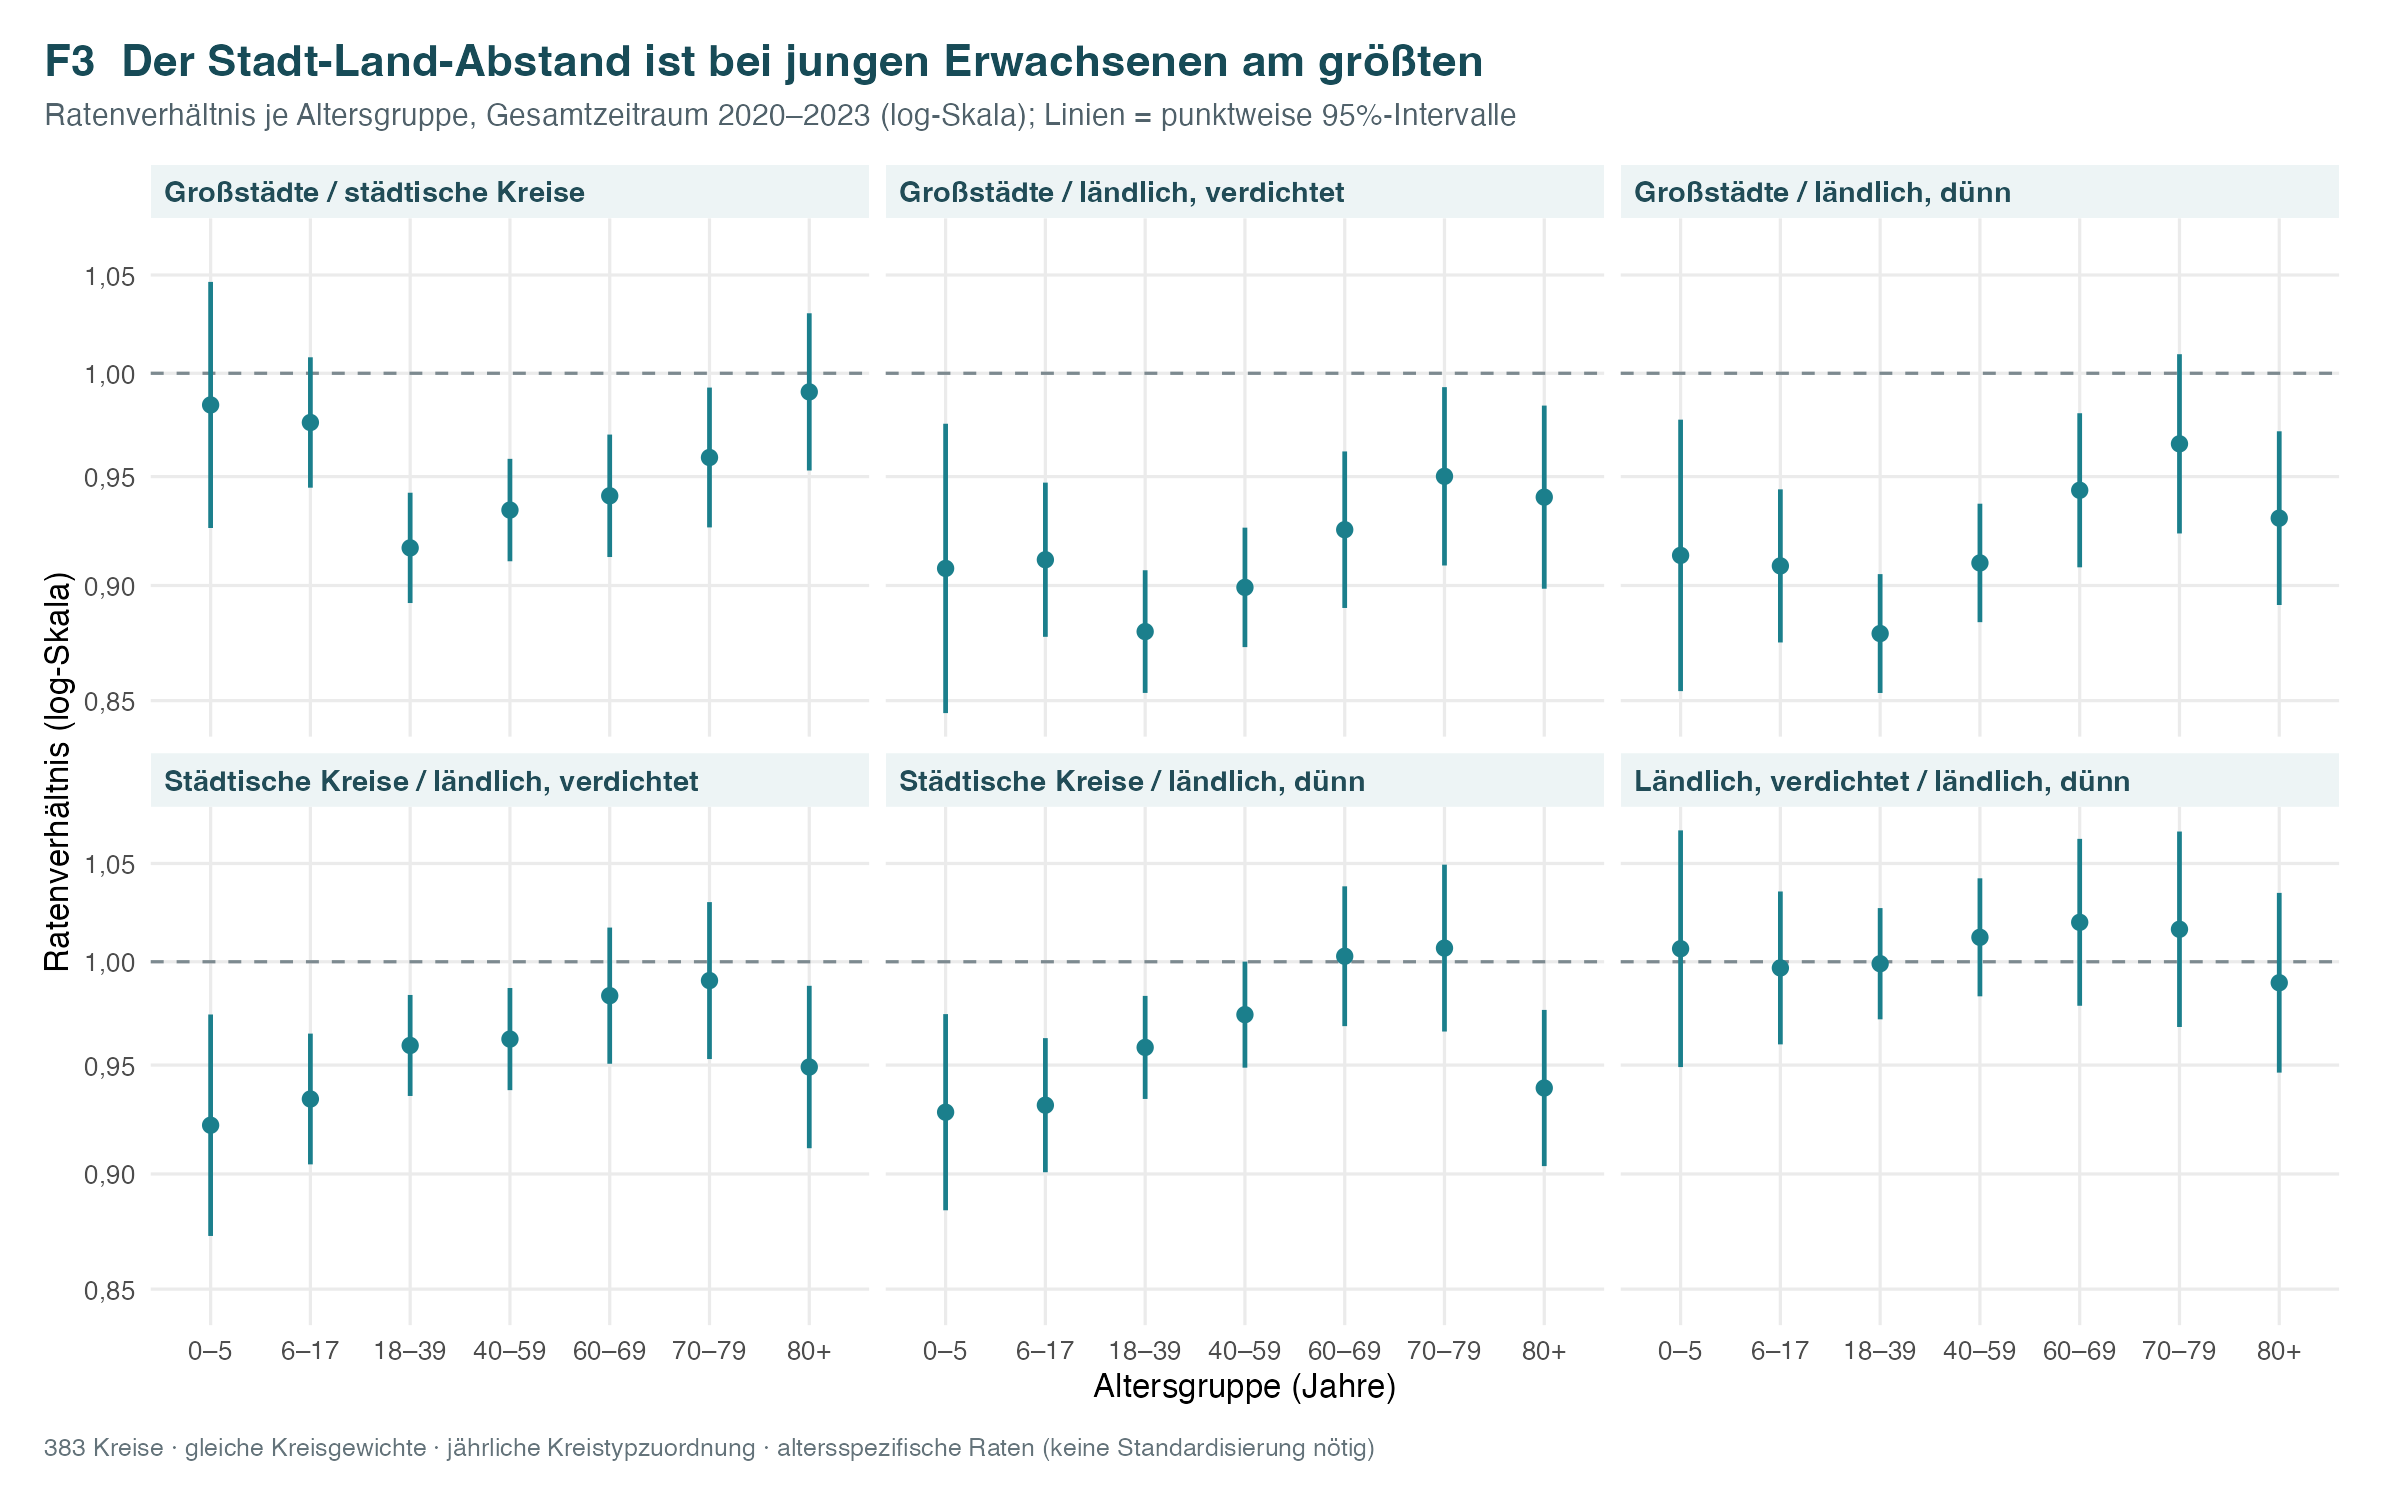 F3 Der Stadt-Land-Abstand ist bei jungen Erwachsenen am größten
Ratenverhältnis je Altersgruppe, Gesamtzeitraum 2020–2023 (log-Skala); Linien = punktweise 95%-Intervalle
Großstädte / städtische Kreise
Großstädte / ländlich, verdichtet
Großstädte / ländlich, dünn
1,05
1,00
0,95
0,90
0,85
Ratenverhältnis (log-Skala)
Städtische Kreise / ländlich, verdichtet
Städtische Kreise / ländlich, dünn
Ländlich, verdichtet / ländlich, dünn
1,05
1,00
0,95
0,90
0,85
0–5 6–17 18–39 40–59 60–69 70–79 80+
0–5 6–17 18–39 40–59 60–69 70–79 80+
0–5 6–17 18–39 40–59 60–69 70–79 80+
Altersgruppe (Jahre)
383 Kreise · gleiche Kreisgewichte · jährliche Kreistypzuordnung · altersspezifische Raten (keine Standardisierung nötig)